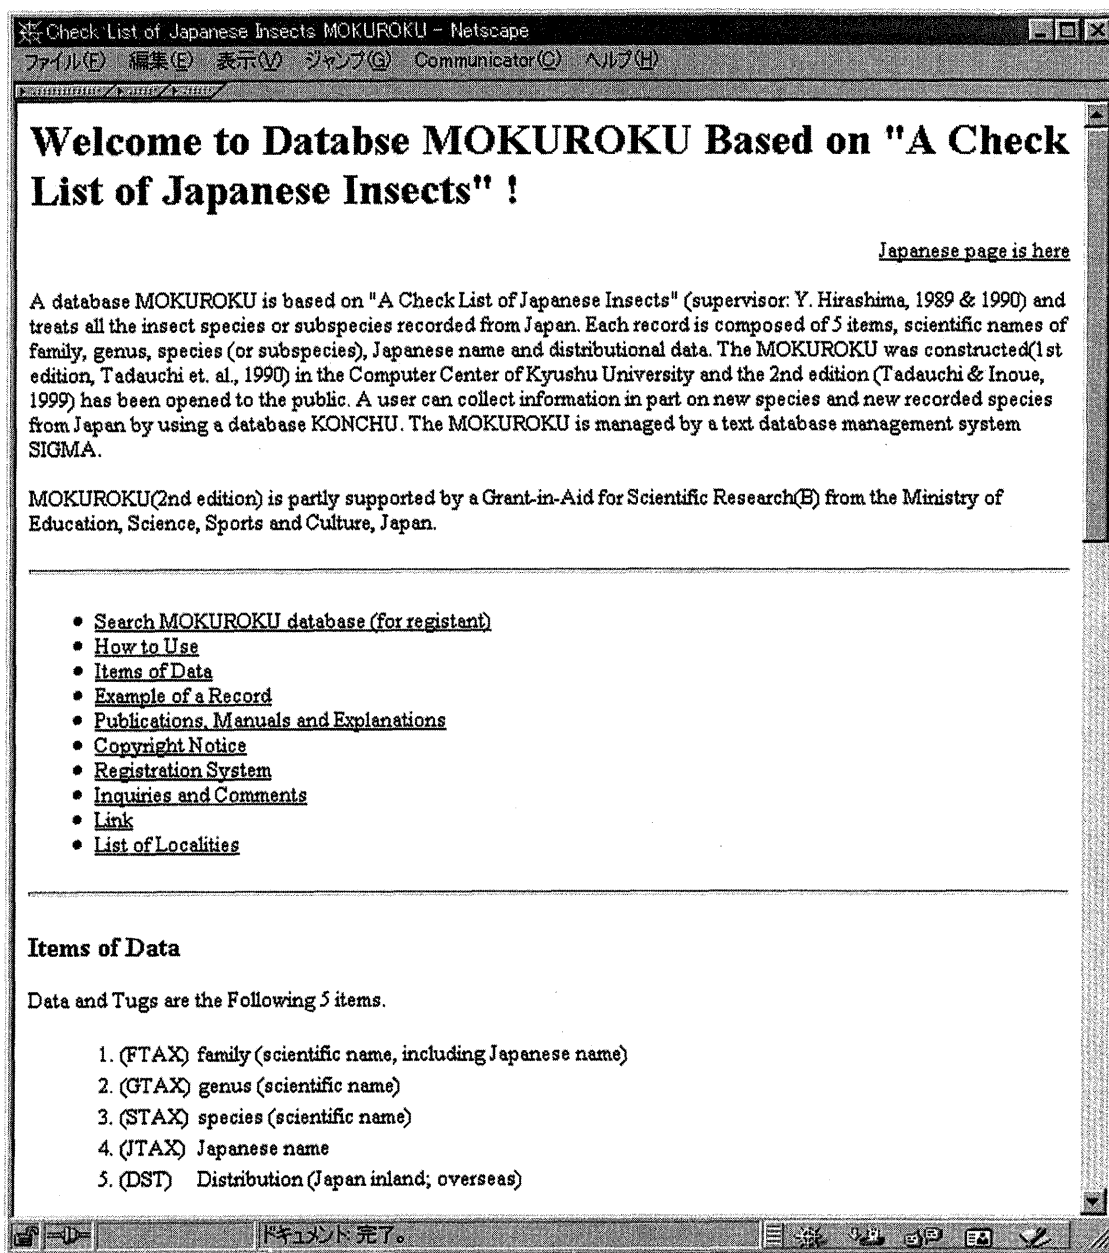 Check List of Japanese Insects MOKUROKU - Netscape
ファイル(F) 編集(E) 表示(V) ジャンプ(G) Communicator(C) ヘルプ(H)
Welcome to Databse MOKUROKU Based on "A Check
List of Japanese Insects" !
Japanese page is here
A database MOKUROKU is based on "A Check List of Japanese Insects" (supervisor: Y. Hirashima, 1989 & 1990) and
treats all the insect species or subspecies recorded from Japan. Each record is composed of 5 items, scientific names of
family, genus, species (or subspecies), Japanese name and distributional data. The MOKUROKU was constructed(1st
edition, Tadauchi et. al., 1990) in the Computer Center of Kyushu University and the 2nd edition (Tadauchi & Inoue,
1999) has been opened to the public. A user can collect information in part on new species and new recorded species
from Japan by using a database KONCHU. The MOKUROKU is managed by a text database management system
SIGMA.
MOKUROKU(2nd edition) is partly supported by a Grant-in-Aid for Scientific Research(B) from the Ministry of
Education, Science, Sports and Culture, Japan.
• Search MOKUROKU database (for registant)
• How to Use
• Items of Data
• Example of a Record
• Publications, Manuals and Explanations
• Copyright Notice
• Registration System
• Inquiries and Comments
• Link
• List of Localities
Items of Data
Data and Tugs are the Following 5 items.
1. (FTAX) family (scientific name, including Japanese name)
2. (GTAX) genus (scientific name)
3. (STAX) species (scientific name)
4. (JTAX) Japanese name
5. (DST) Distribution (Japan inland; overseas)
ドキュメント: 完了。